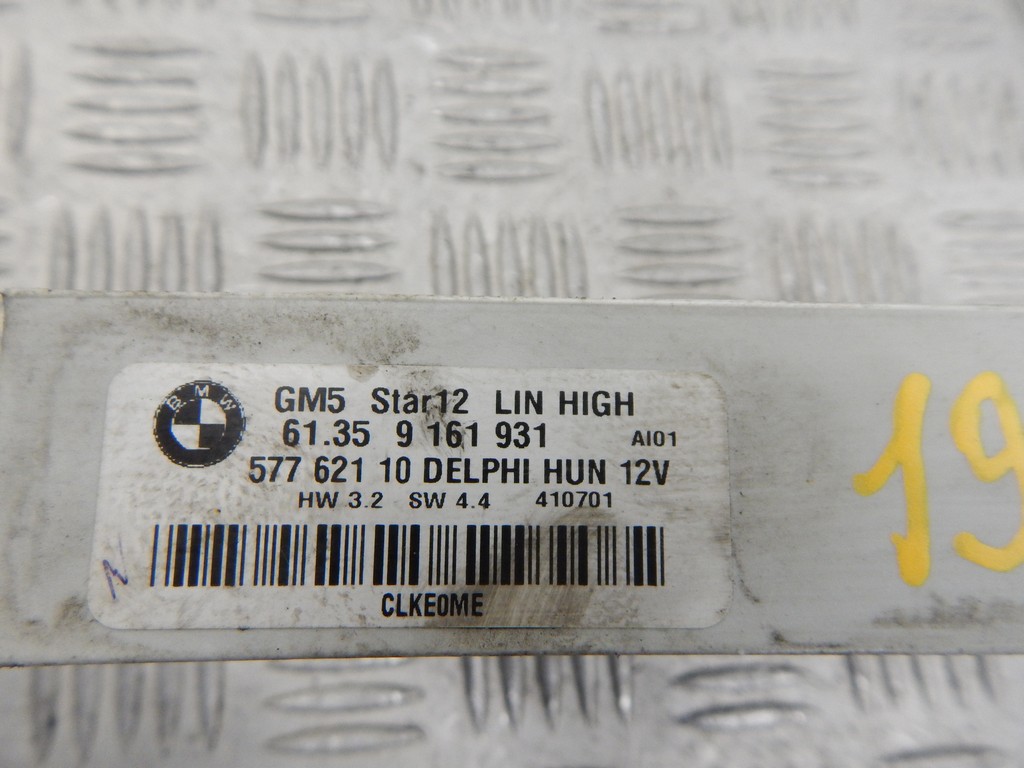 BMW
GM5 Star12 LIN HIGH
61.35 9 161 931 AI01
577 621 10 DELPHI HUN 12V
HW 3.2 SW 4.4 410701
CLKE0ME
19